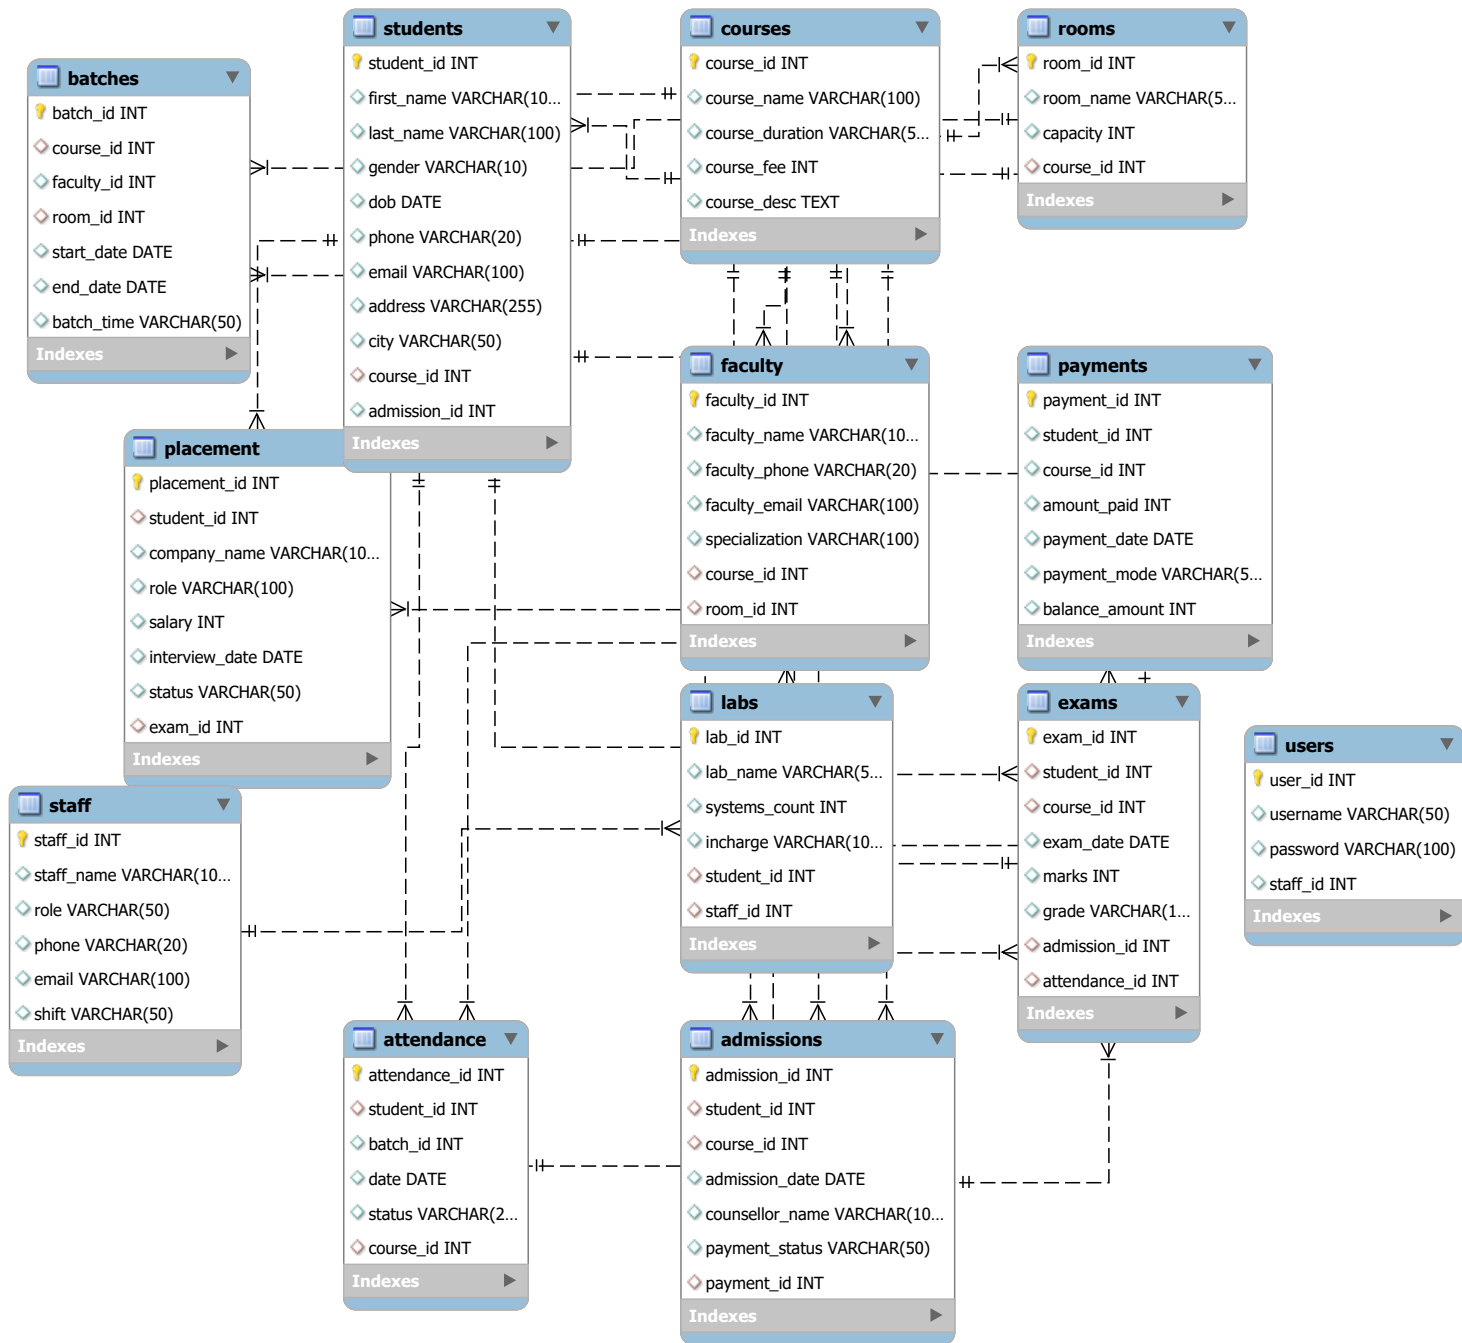 batches
batch_id INT
course_id INT
faculty_id INT
room_id INT
start_date DATE
end_date DATE
batch_time VARCHAR(50)
Indexes
students
student_id INT
first_name VARCHAR(10...
last_name VARCHAR(100)
gender VARCHAR(10)
dob DATE
phone VARCHAR(20)
email VARCHAR(100)
address VARCHAR(255)
city VARCHAR(50)
course_id INT
admission_id INT
Indexes
courses
course_id INT
course_name VARCHAR(100)
course_duration VARCHAR(5...
course_fee INT
course_desc TEXT
Indexes
rooms
room_id INT
room_name VARCHAR(5...
capacity INT
course_id INT
Indexes
placement
placement_id INT
student_id INT
company_name VARCHAR(10...
role VARCHAR(100)
salary INT
interview_date DATE
status VARCHAR(50)
exam_id INT
Indexes
faculty
faculty_id INT
faculty_name VARCHAR(10...
faculty_phone VARCHAR(20)
faculty_email VARCHAR(100)
specialization VARCHAR(100)
course_id INT
room_id INT
Indexes
payments
payment_id INT
student_id INT
course_id INT
amount_paid INT
payment_date DATE
payment_mode VARCHAR(5...
balance_amount INT
Indexes
staff
staff_id INT
staff_name VARCHAR(10...
role VARCHAR(50)
phone VARCHAR(20)
email VARCHAR(100)
shift VARCHAR(50)
Indexes
labs
lab_id INT
lab_name VARCHAR(5...
systems_count INT
incharge VARCHAR(10...
student_id INT
staff_id INT
Indexes
exams
exam_id INT
student_id INT
course_id INT
exam_date DATE
marks INT
grade VARCHAR(1...
admission_id INT
attendance_id INT
Indexes
users
user_id INT
username VARCHAR(50)
password VARCHAR(100)
staff_id INT
Indexes
attendance
attendance_id INT
student_id INT
batch_id INT
date DATE
status VARCHAR(2...
course_id INT
Indexes
admissions
admission_id INT
student_id INT
course_id INT
admission_date DATE
counsellor_name VARCHAR(10...
payment_status VARCHAR(50)
payment_id INT
Indexes